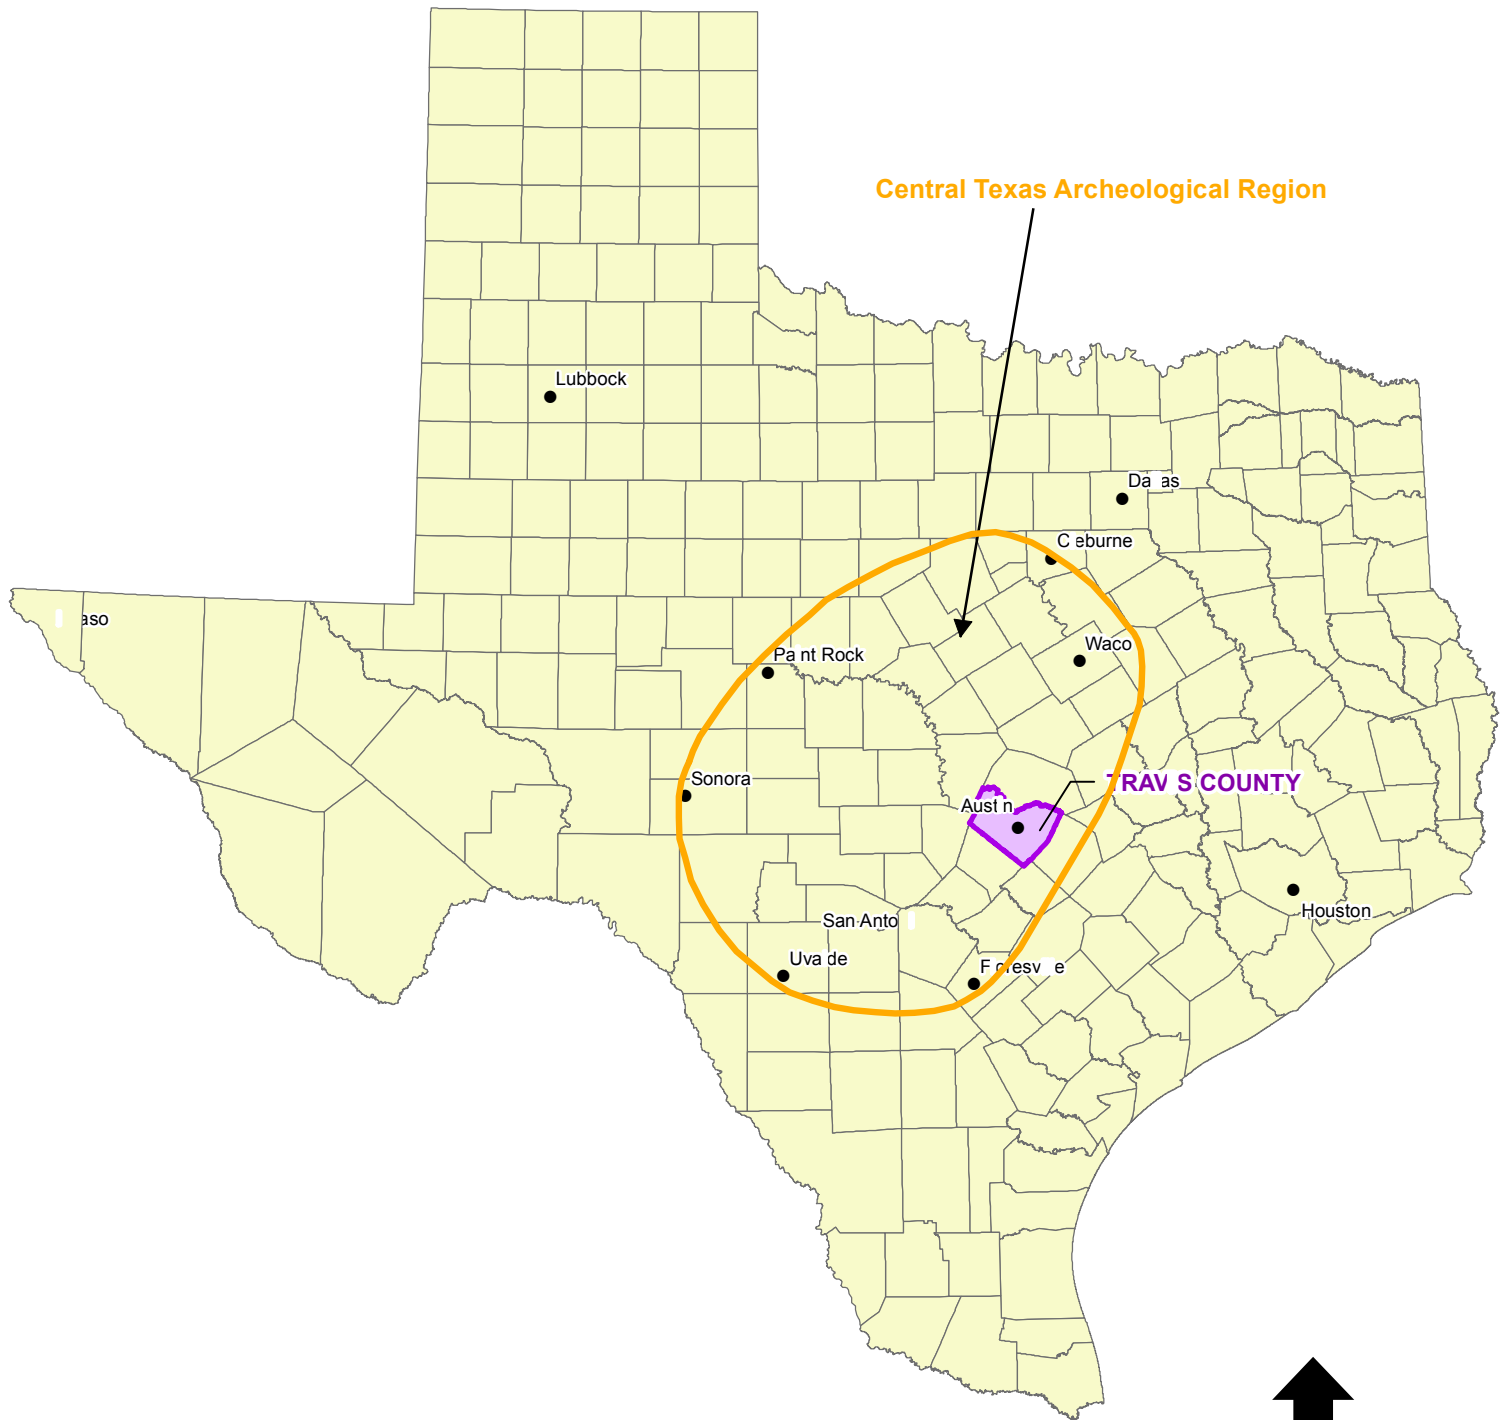 Central Texas Archeological Region
Lubbock
Da as
C eburne
aso
Waco
Pa nt Rock
Sonora
TRAV S COUNTY
Aust n
Houston
San Anto
Uva de
F oresv e